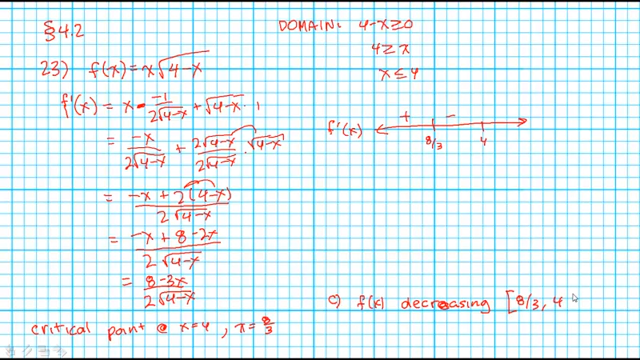 §4.2
23) f(x) = x√(4-x)
f'(x) = x · -1/(2√(4-x)) + √(4-x) · 1
= -x/(2√(4-x)) + 2√(4-x)/(2√(4-x)) · √(4-x)
= (-x + 2(4-x))/(2√(4-x))
= (-x + 8 - 2x)/(2√(4-x))
= (8-3x)/(2√(4-x))
critical point @ x=4, x=8/3
DOMAIN: 4-x≥0
4≥x
x≤4
+ -
f'(x)
8/3 4
c) f(x) decreasing [8/3, 4